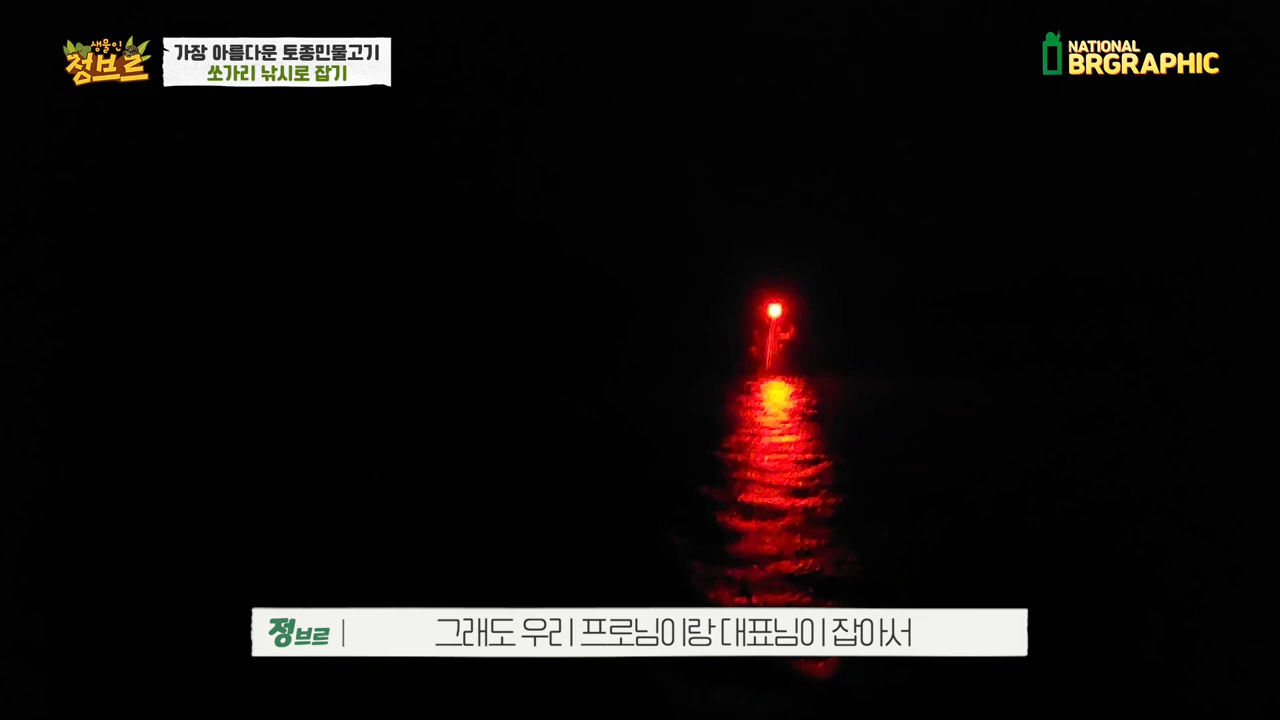 생물인
정브르
가장 아름다운 토종민물고기
쏘가리 낚시로 잡기
NATIONAL
BRGRAPHIC
정브르 | 그래도 우리 프로님이랑 대표님이 잡아서